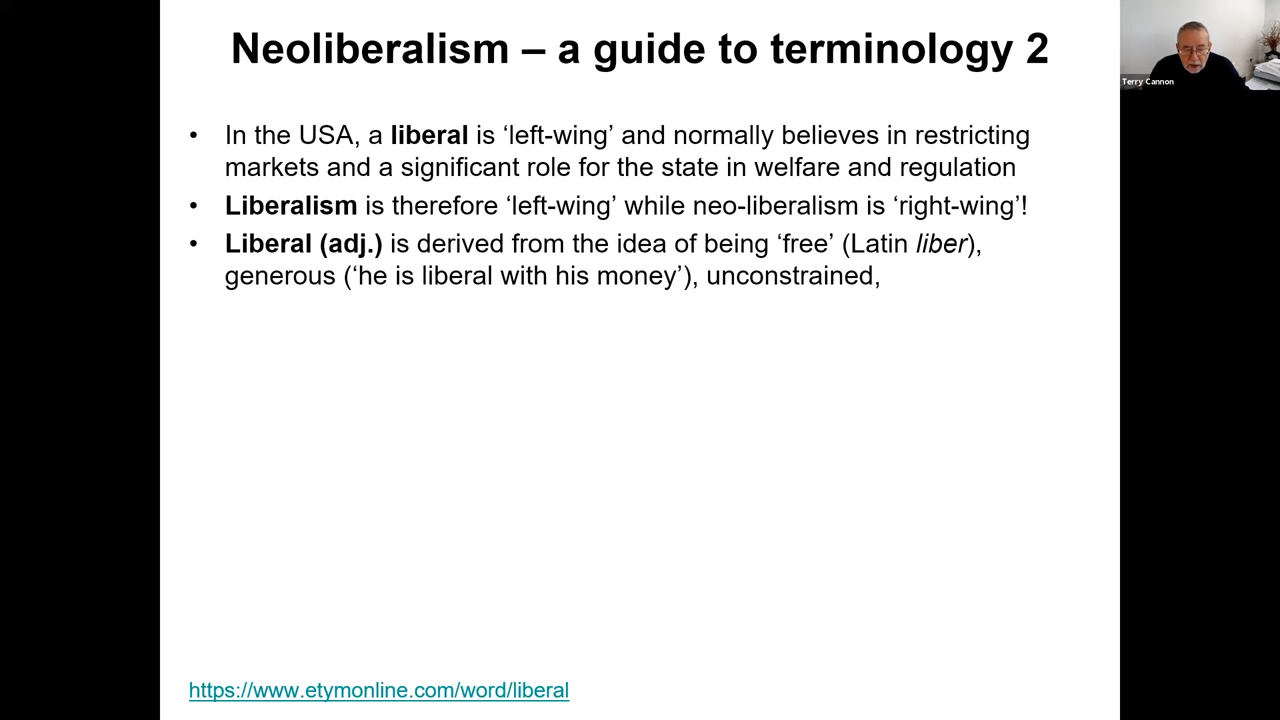 Neoliberalism – a guide to terminology 2
Terry Cannon
• In the USA, a liberal is ‘left-wing’ and normally believes in restricting
markets and a significant role for the state in welfare and regulation
• Liberalism is therefore ‘left-wing’ while neo-liberalism is ‘right-wing’!
• Liberal (adj.) is derived from the idea of being ‘free’ (Latin liber),
generous (‘he is liberal with his money’), unconstrained,
https://www.etymonline.com/word/liberal